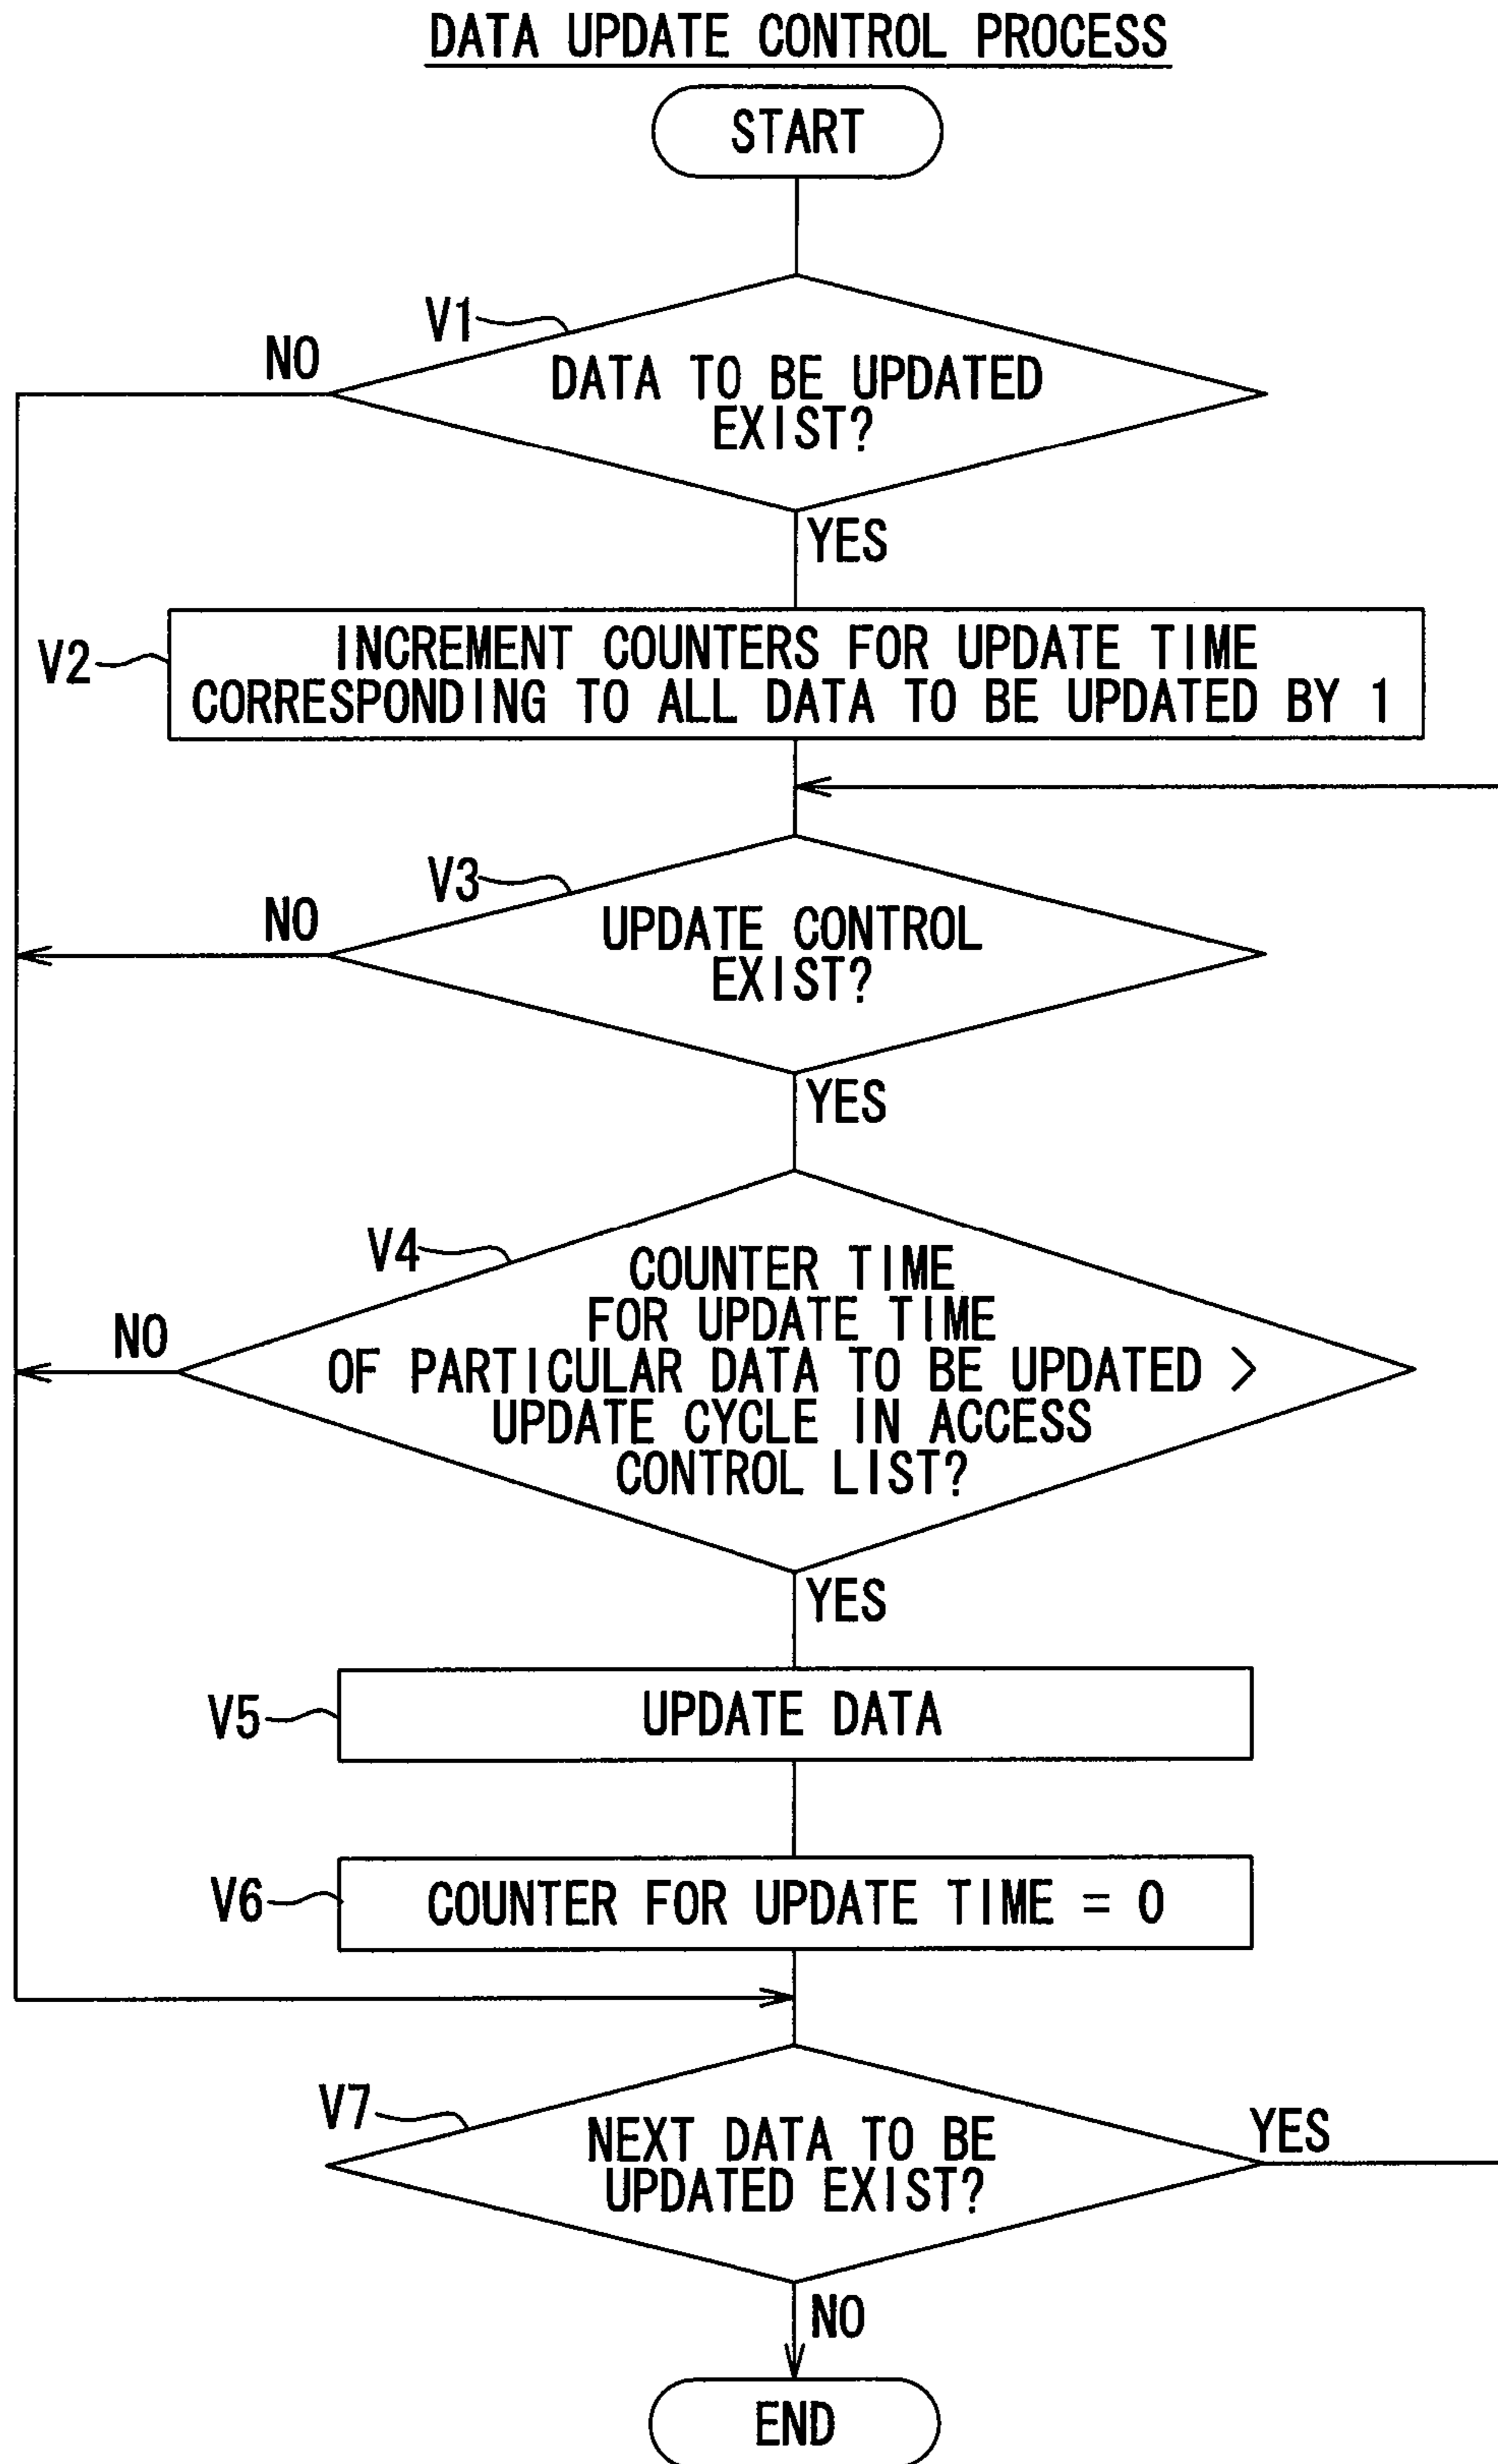 DATA UPDATE CONTROL PROCESS
START
V1
NO
DATA TO BE UPDATED
EXIST?
YES
V2
INCREMENT COUNTERS FOR UPDATE TIME
CORRESPONDING TO ALL DATA TO BE UPDATED BY 1
V3
NO
UPDATE CONTROL
EXIST?
YES
V4
NO
COUNTER TIME
FOR UPDATE TIME
OF PARTICULAR DATA TO BE UPDATED >
UPDATE CYCLE IN ACCESS
CONTROL LIST?
YES
V5
UPDATE DATA
V6
COUNTER FOR UPDATE TIME = 0
V7
NEXT DATA TO BE
UPDATED EXIST?
YES
NO
END